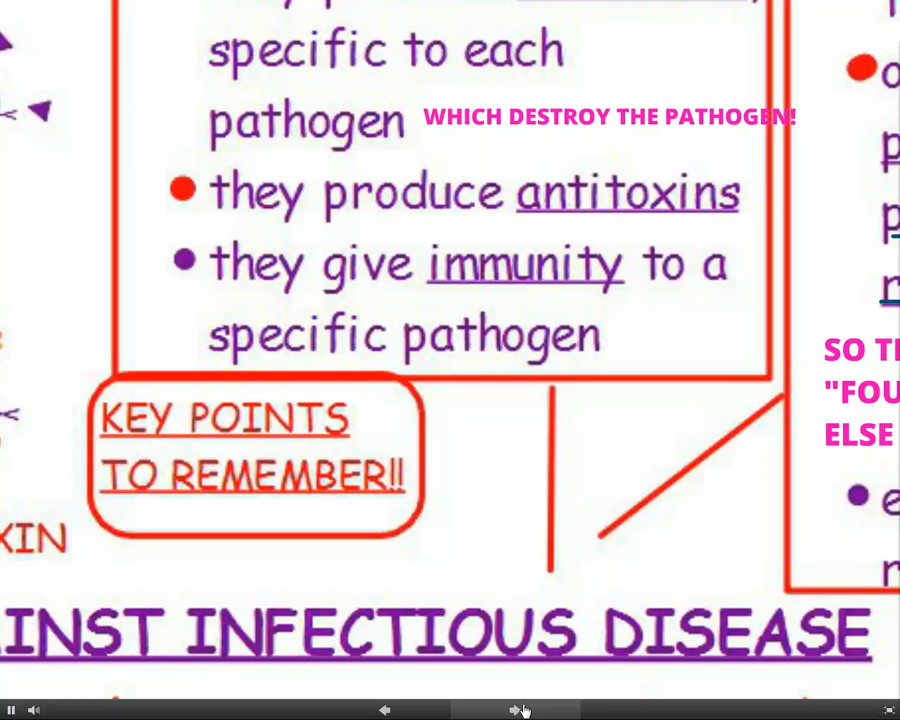 specific to each
pathogen WHICH DESTROY THE PATHOGEN!
they produce antitoxins
they give immunity to a
specific pathogen
KEY POINTS
TO REMEMBER!!
SO
"FOU
ELSE
XIN
INST INFECTIOUS DISEASE